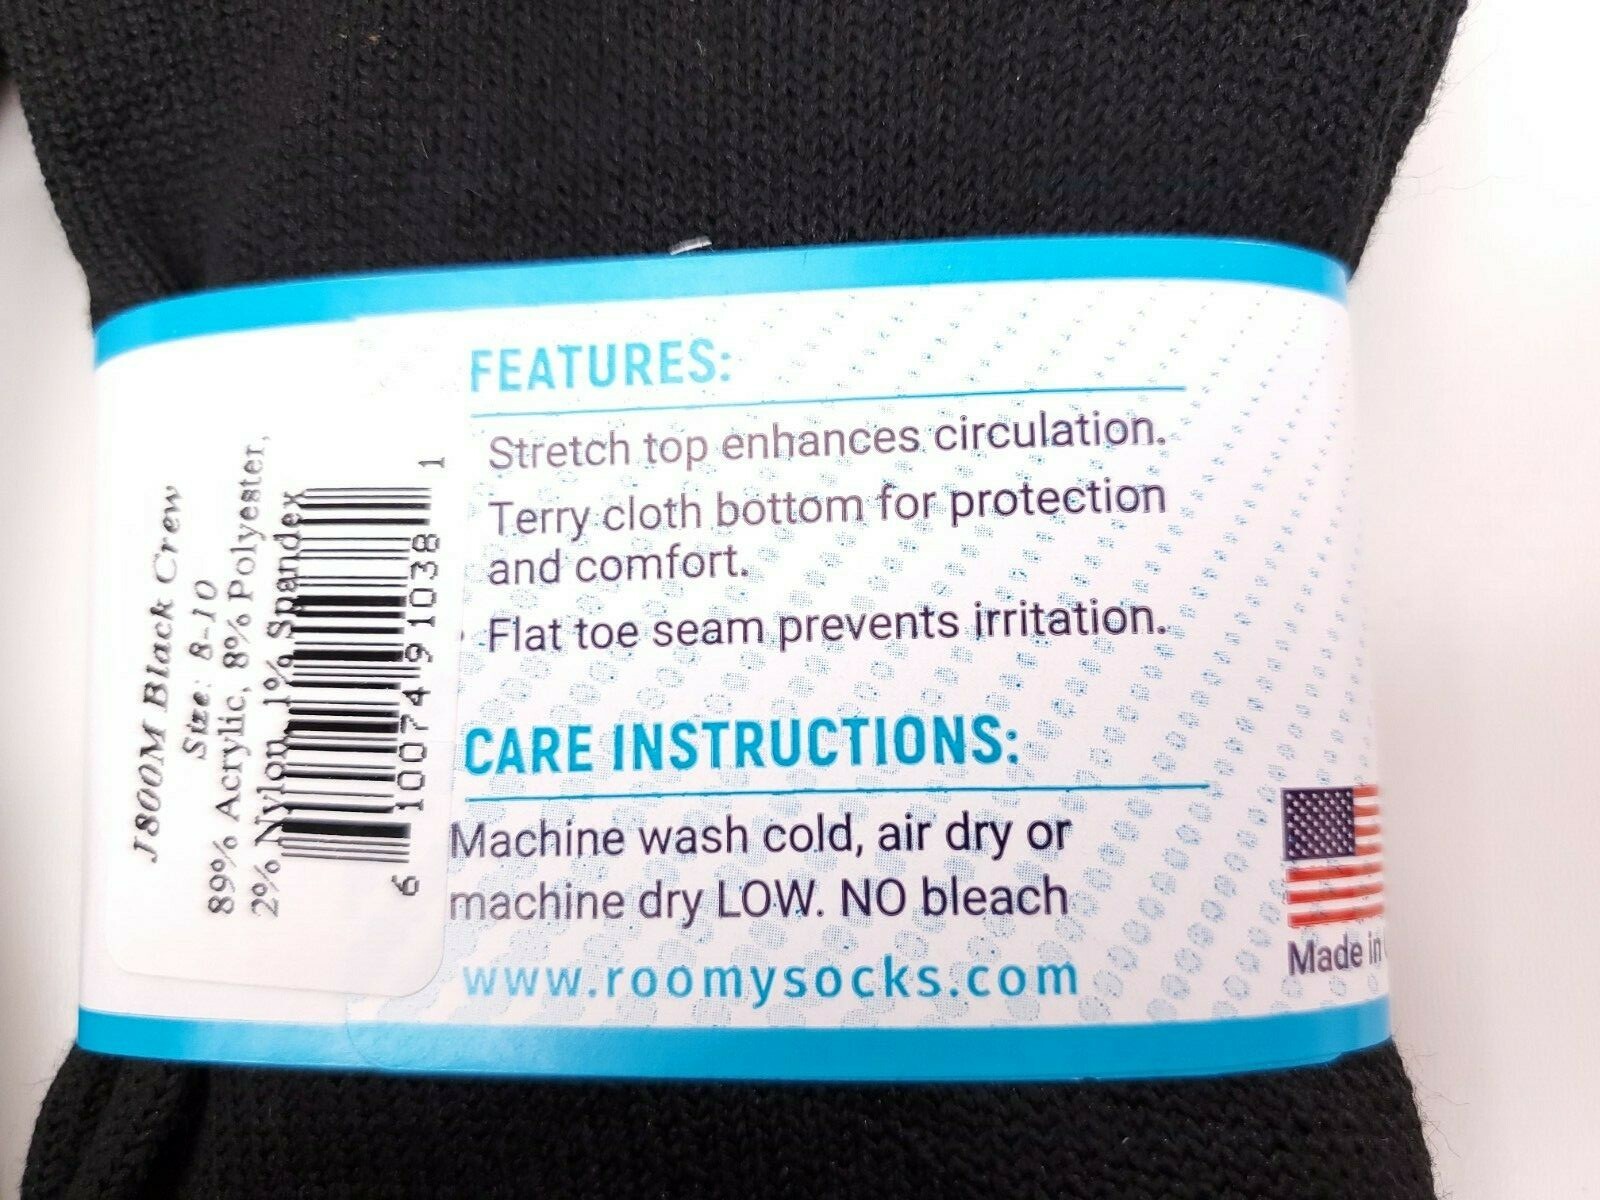 J800M Black Crew
Size: 8-10
89% Acrylic, 8% Polyester,
2% Nylon 1% Spandex
6 10074 91038 1
FEATURES:
Stretch top enhances circulation.
Terry cloth bottom for protection
and comfort.
Flat toe seam prevents irritation.
CARE INSTRUCTIONS:
Machine wash cold, air dry or
machine dry LOW. NO bleach
www.roomysocks.com
Made in